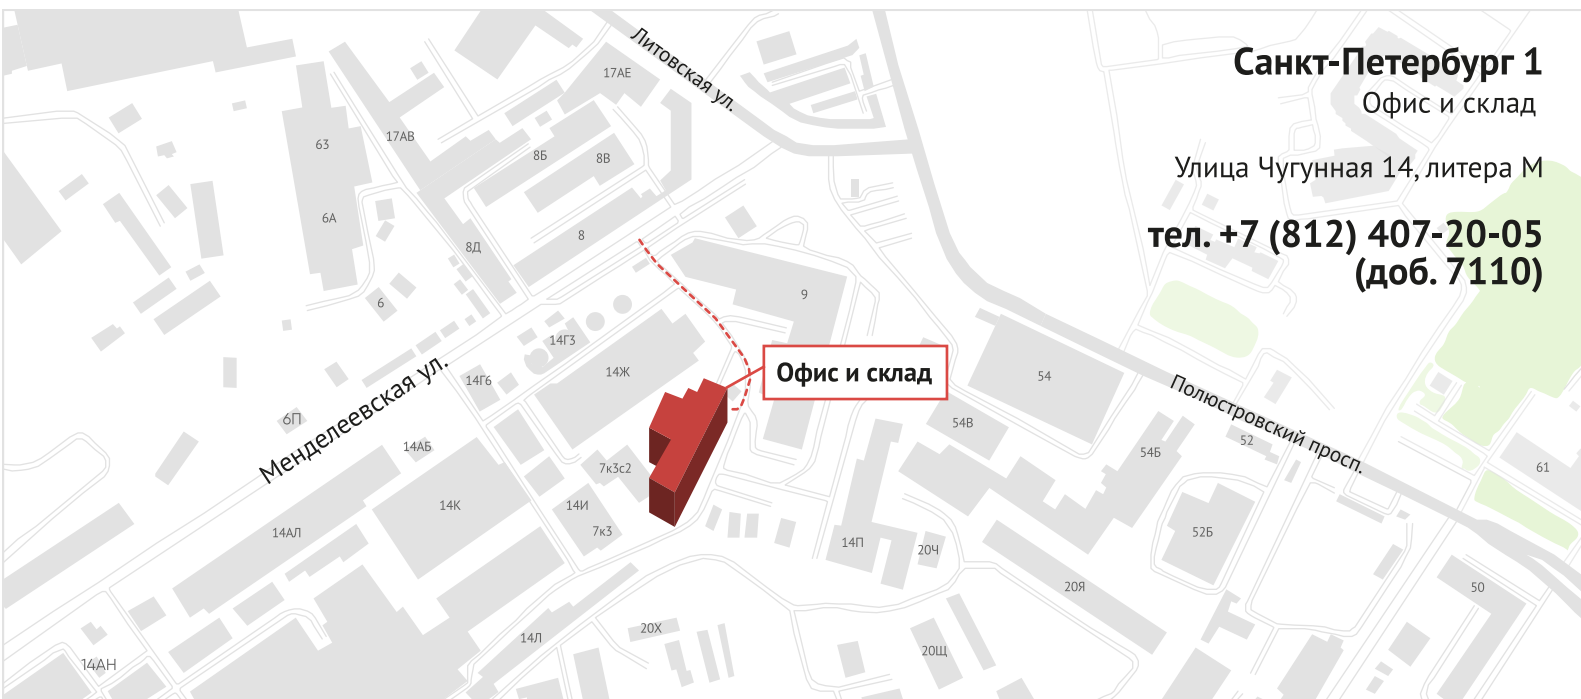 Санкт-Петербург 1
Офис и склад
Улица Чугунная 14, литера М
тел. +7 (812) 407-20-05
(доб. 7110)
Литовская ул.
17АЕ
17АВ
63
8Б
8В
6А
8
8Д
6
9
14Г3
14Ж
14Г6
Офис и склад
54
Менделеевская ул.
Полюстровский просп.
6П
14АБ
54В
52
54Б
61
7к3с2
14К
14И
7к3
14АЛ
14П
20Ч
52Б
20Я
50
14Л
20Х
20Щ
14АН